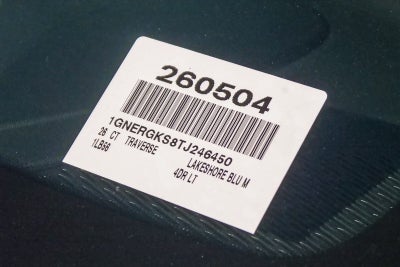 260504
1GNERGKS8TJ246450
26 CT TRAVERSE LAKESHORE BLU M
1LB56 4DR LT